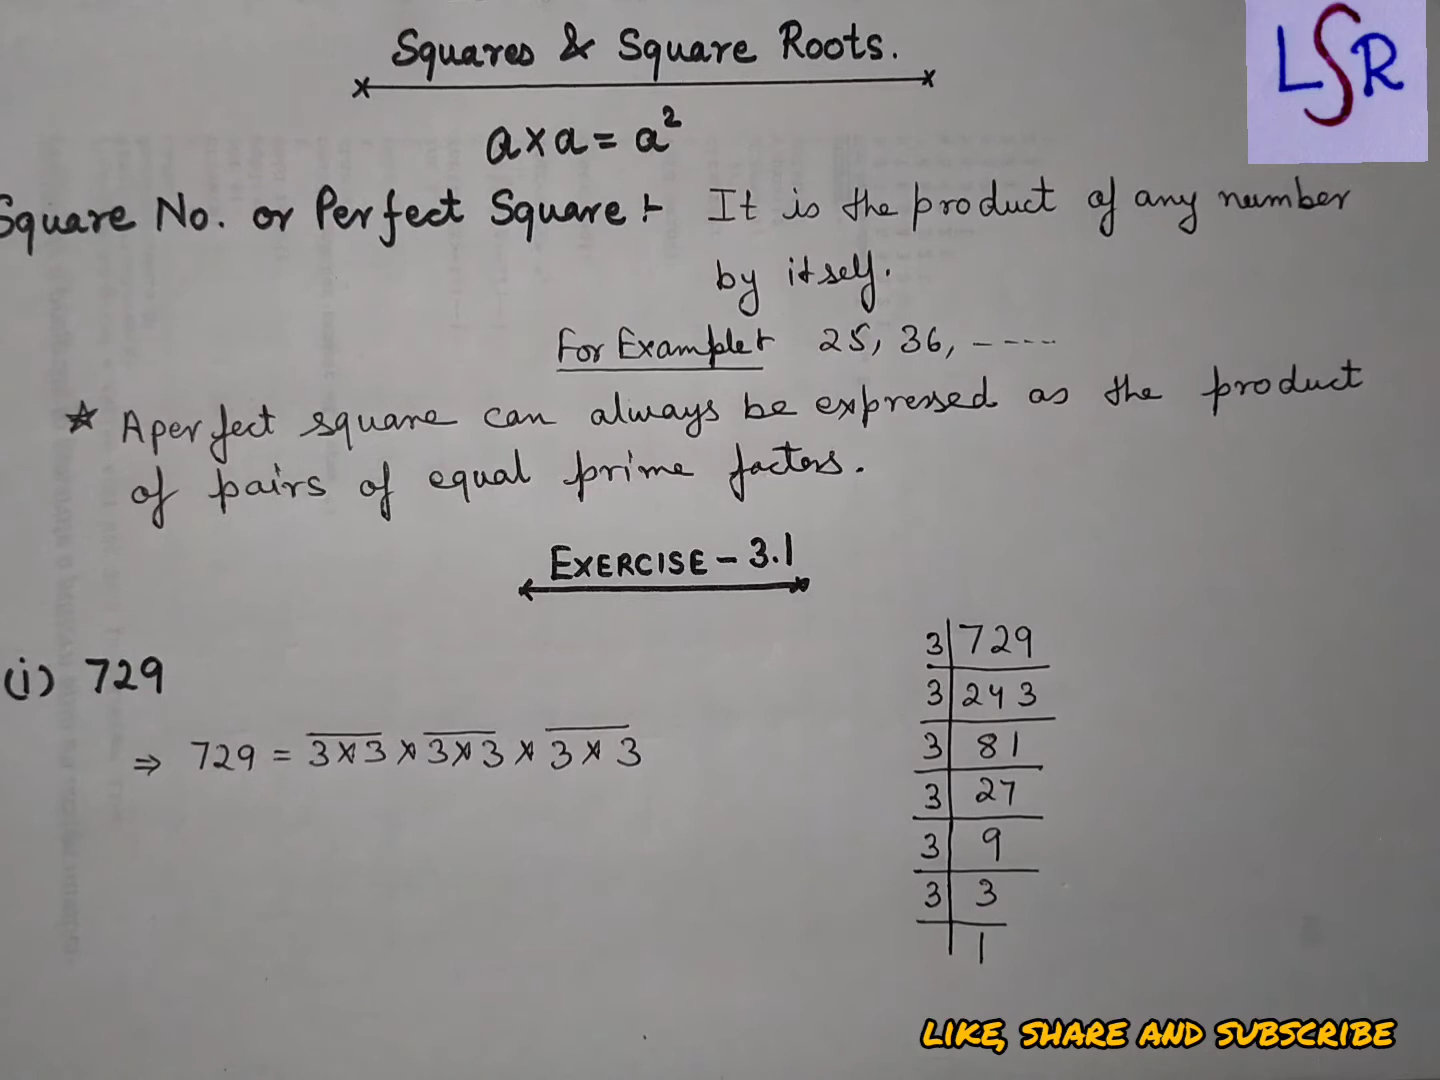 Squares & Square Roots.
LSR
a×a = a²
Square No. or Perfect Square :- It is the product of any number
by itself.
For Example :- 25, 36, -----
★ A perfect square can always be expressed as the product
of pairs of equal prime factors.
EXERCISE - 3.1
(i) 729
⇒ 729 = 3×3 × 3×3 × 3×3
3 | 729
3 | 243
3 | 81
3 | 27
3 | 9
3 | 3
| 1
LIKE, SHARE AND SUBSCRIBE